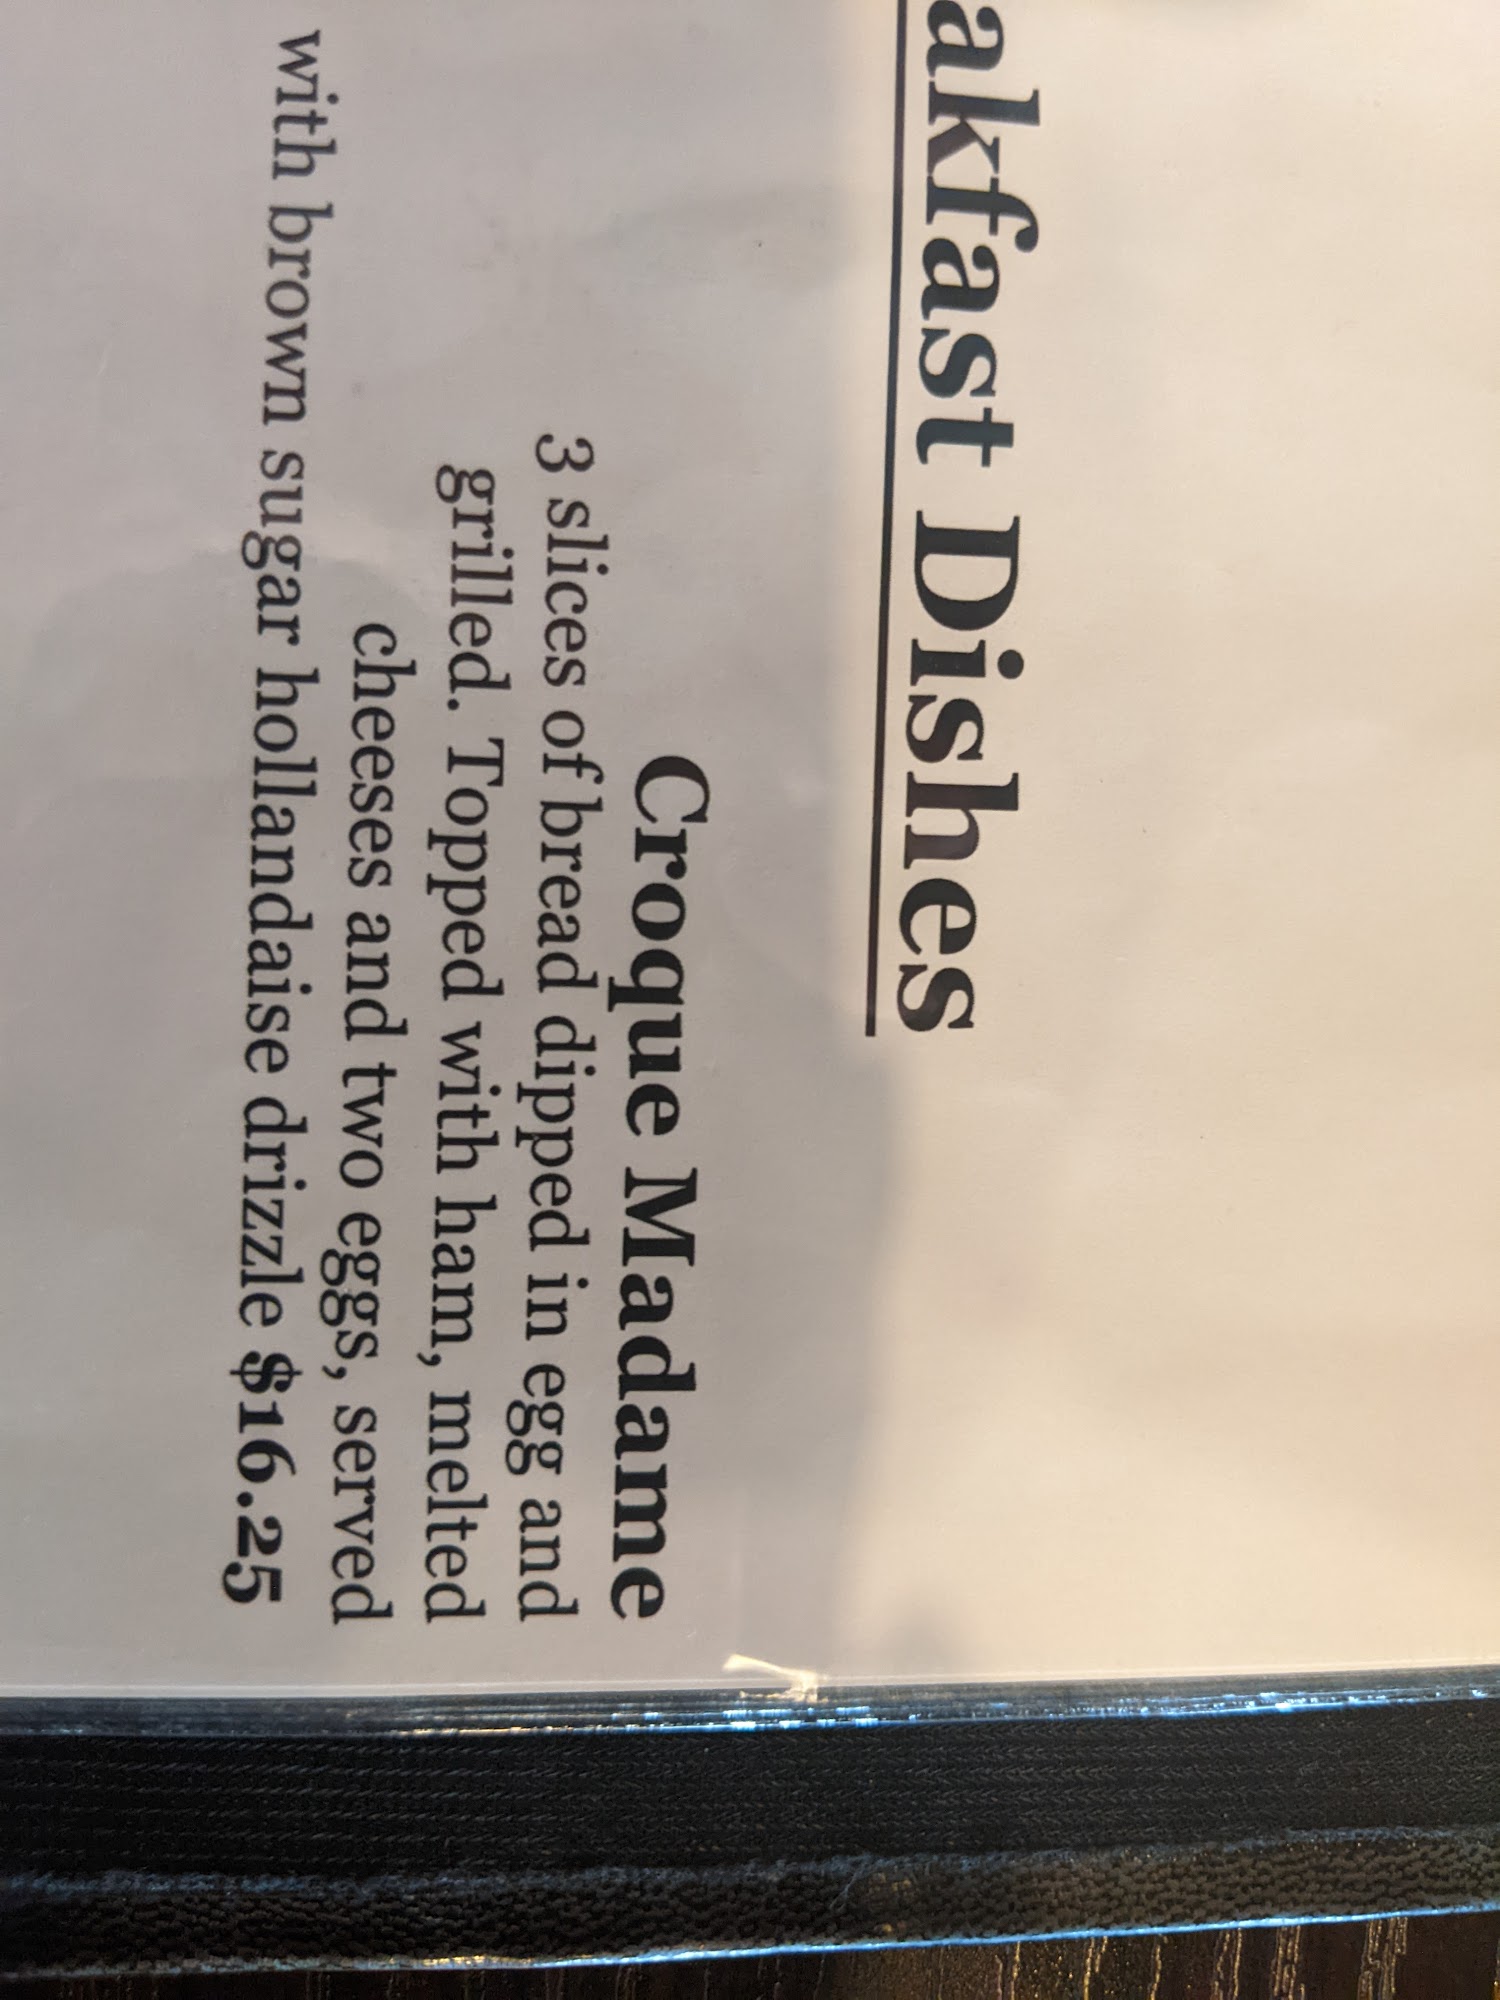 akfast Dishes
Croque Madame
3 slices of bread dipped in egg and
grilled. Topped with ham, melted
cheeses and two eggs, served
with brown sugar hollandaise drizzle $16.25